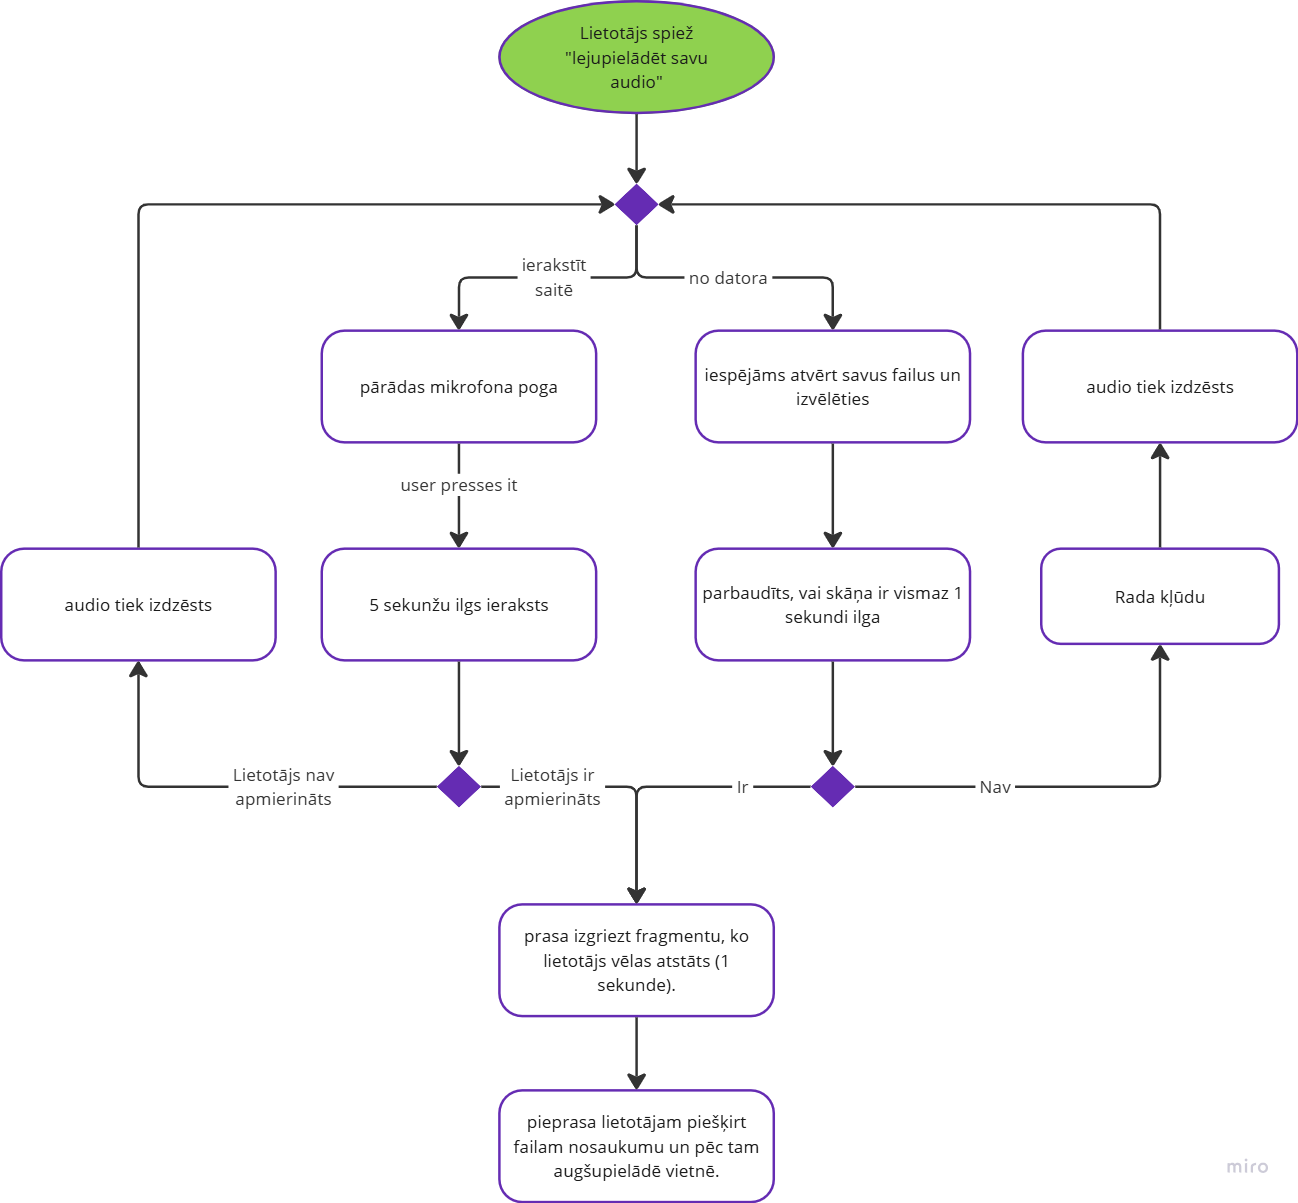 Lietotājs spiež
"lejupielādēt savu
audio"
ierakstīt
saitē
no datora
pārādas mikrofona poga
iespējāms atvērt savus failus un
izvēlēties
audio tiek izdzēsts
user presses it
audio tiek izdzēsts
5 sekunžu ilgs ieraksts
parbaudīts, vai skāņa ir vismaz 1
sekundi ilga
Rada kļūdu
Lietotājs nav
apmierināts
Lietotājs ir
apmierināts
Ir
Nav
prasa izgriezt fragmentu, ko
lietotājs vēlas atstāts (1
sekunde).
pieprasa lietotājam piešķirt
failam nosaukumu un pēc tam
augšupielādē vietnē.
miro